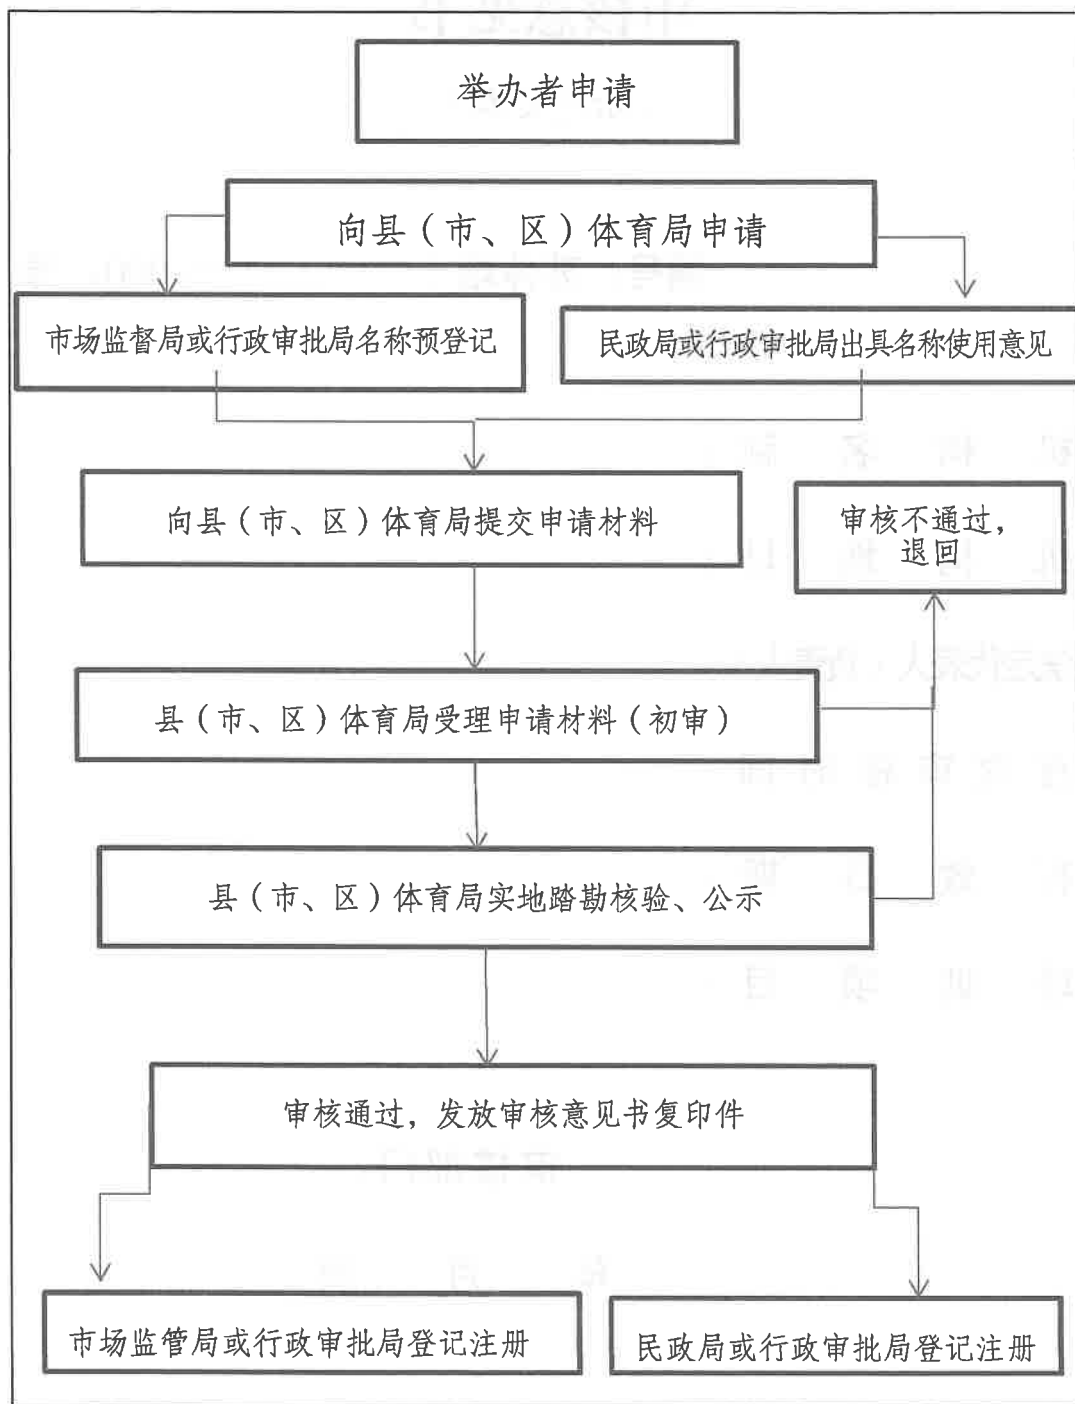 举办者申请
向县（市、区）体育局申请
市场监督局或行政审批局名称预登记
民政局或行政审批局出具名称使用意见
向县（市、区）体育局提交申请材料
审核不通过，
退回
县（市、区）体育局受理申请材料（初审）
县（市、区）体育局实地踏勘核验、公示
审核通过，发放审核意见书复印件
市场监管局或行政审批局登记注册
民政局或行政审批局登记注册